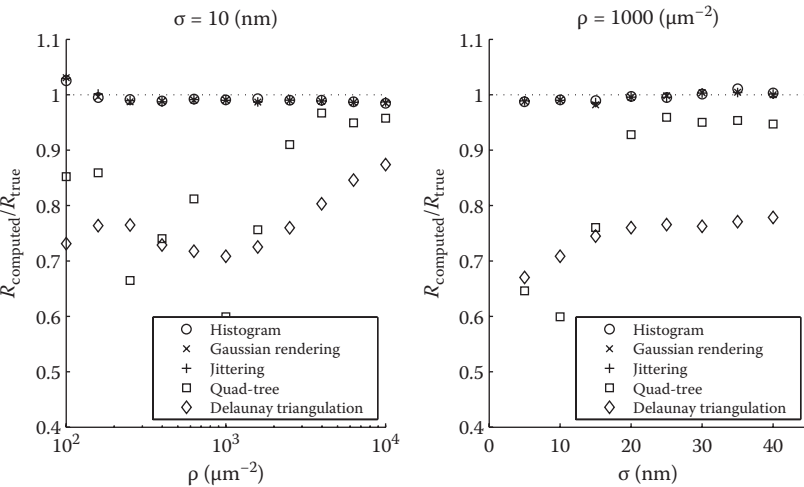 σ = 10 (nm)
1.1
1
0.9
0.8
0.7
0.6
0.5
0.4
R_computed/R_true
Histogram
Gaussian rendering
Jittering
Quad-tree
Delaunay triangulation
10²
10³
10⁴
ρ (μm⁻²)
ρ = 1000 (μm⁻²)
1.1
1
0.9
0.8
0.7
0.6
0.5
0.4
R_computed/R_true
Histogram
Gaussian rendering
Jittering
Quad-tree
Delaunay triangulation
0
10
20
30
40
σ (nm)